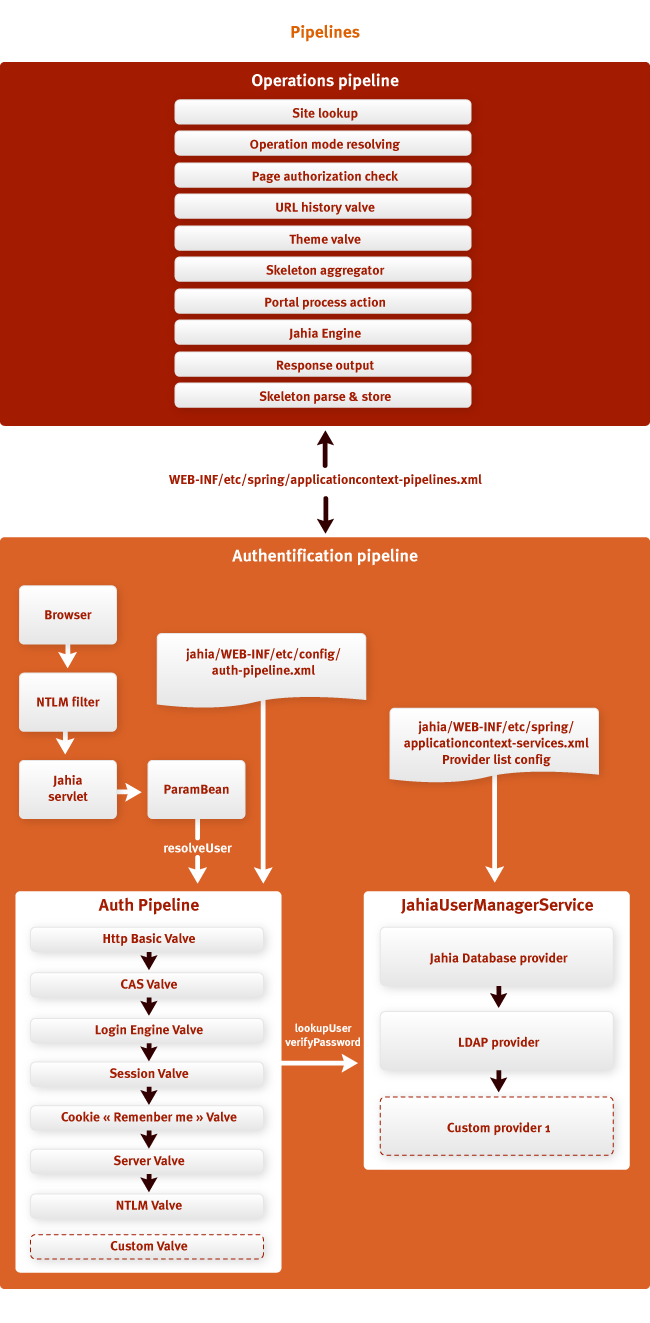 Pipelines
Operations pipeline
Site lookup
Operation mode resolving
Page authorization check
URL history valve
Theme valve
Skeleton aggregator
Portal process action
Jahia Engine
Response output
Skeleton parse & store
WEB-INF/etc/spring/applicationcontext-pipelines.xml
Authentification pipeline
Browser
NTLM filter
Jahia
servlet
ParamBean
resolveUser
jahia/WEB-INF/etc/config/
auth-pipeline.xml
jahia/WEB-INF/etc/spring/
applicationcontext-services.xml
Provider list config
Auth Pipeline
Http Basic Valve
CAS Valve
Login Engine Valve
Session Valve
Cookie « Remenber me » Valve
Server Valve
NTLM Valve
Custom Valve
lookupUser
verifyPassword
JahiaUserManagerService
Jahia Database provider
LDAP provider
Custom provider 1